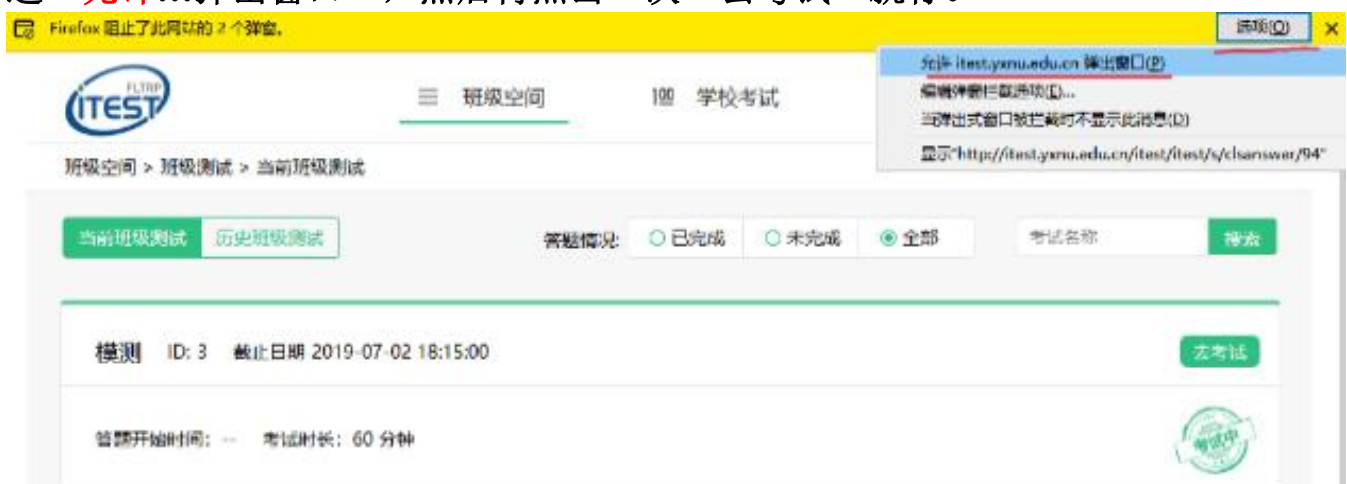 Firefox 阻止了此网站的 2 个弹窗。
选项(O)
×
允许 itest.yxnu.edu.cn 弹出窗口(P)
编辑弹窗拦截选项(E)...
当弹出式窗口被拦截时不显示此消息(D)
显示"http://itest.yxnu.edu.cn/itest/itest/s/clsanswer/94"
FLTRP
ITEST
班级空间
100 学校考试
班级空间 > 班级测试 > 当前班级测试
当前班级测试 历史班级测试
答题情况: 已完成 未完成 全部
考试名称 搜索
模测 ID: 3 截止日期 2019-07-02 18:15:00
去考试
答题开始时间: -- 考试时长: 60 分钟
考试中